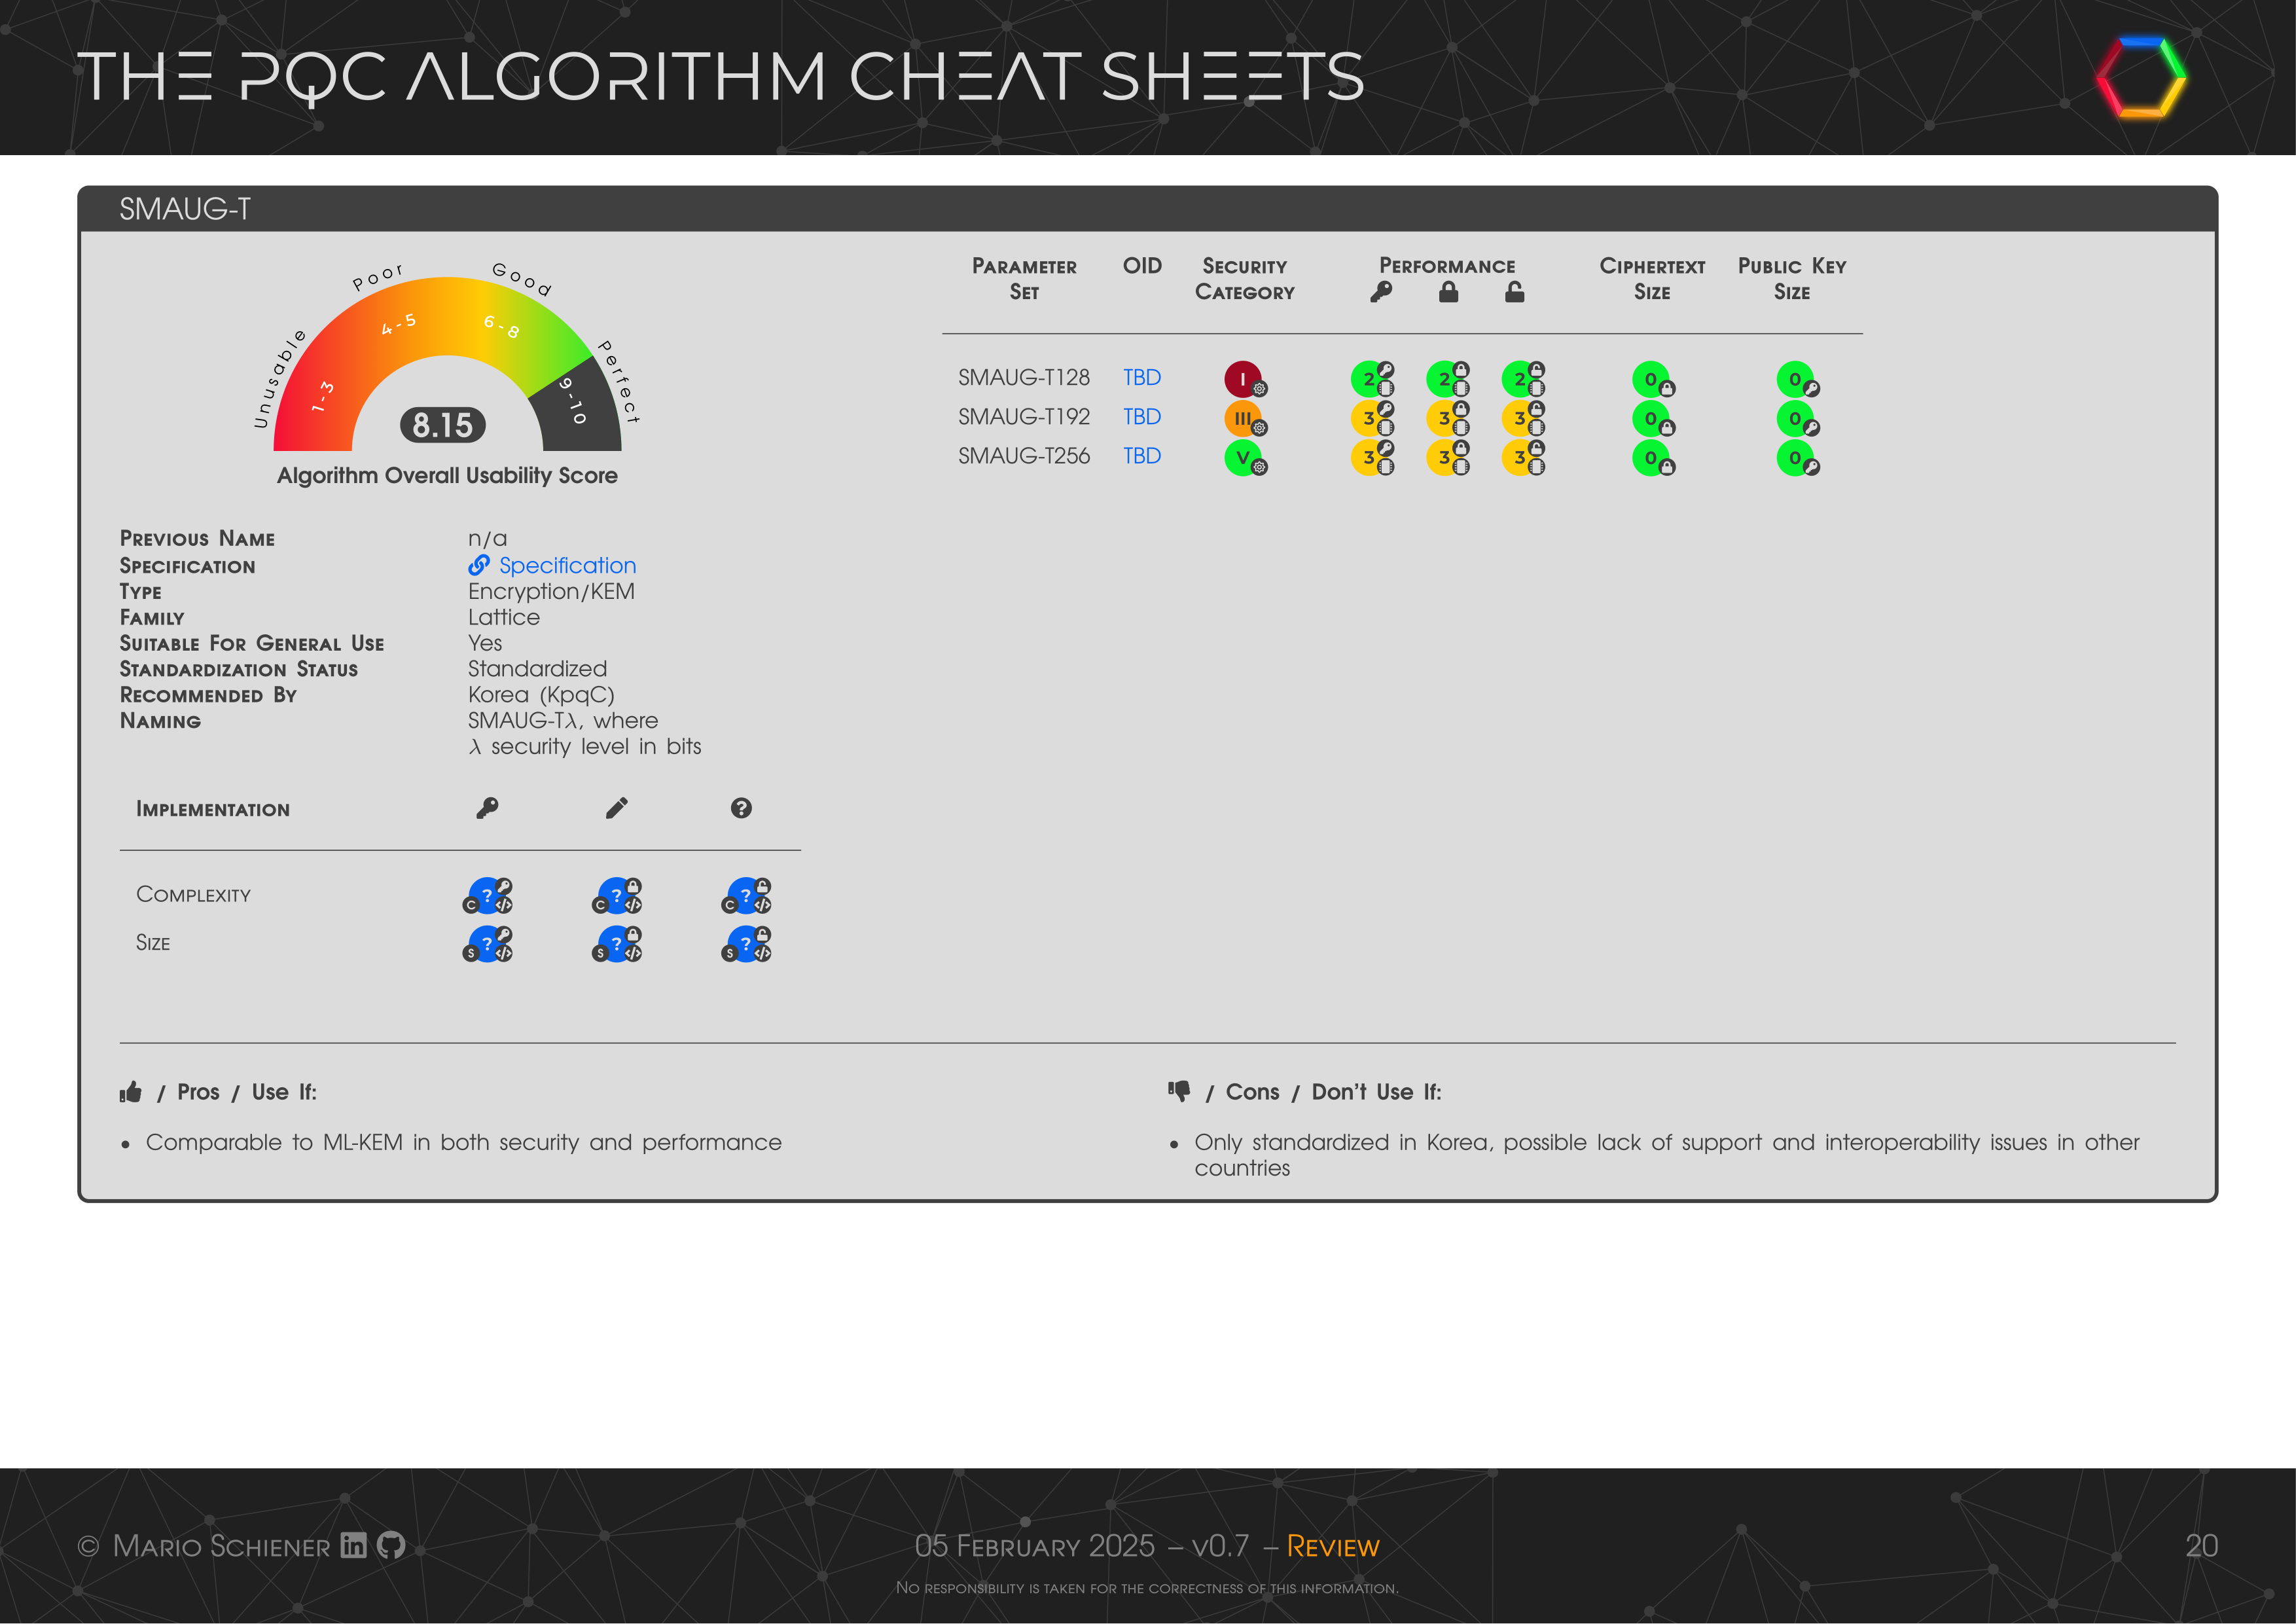 THE PQC ALGORITHM CHEAT SHEETS
SMAUG-T
Unusable
Poor
Good
Perfect
1-3
4-5
6-8
9-10
8.15
Algorithm Overall Usability Score
Previous Name n/a
Specification Specification
Type Encryption/KEM
Family Lattice
Suitable For General Use Yes
Standardization Status Standardized
Recommended By Korea (KpqC)
Naming SMAUG-Tλ, where
λ security level in bits
Implementation ?
Complexity ? C ? C ? C
Size ? S ? S ? S
Parameter Set OID Security Category Performance Ciphertext Size Public Key Size
SMAUG-T128 TBD I 2 2 2 0 0
SMAUG-T192 TBD III 3 3 3 0 0
SMAUG-T256 TBD V 3 3 3 0 0
/ Pros / Use If:
• Comparable to ML-KEM in both security and performance
/ Cons / Don't Use If:
• Only standardized in Korea, possible lack of support and interoperability issues in other
countries
© Mario Schiener in
05 February 2025 – v0.7 – Review
No responsibility is taken for the correctness of this information.
20